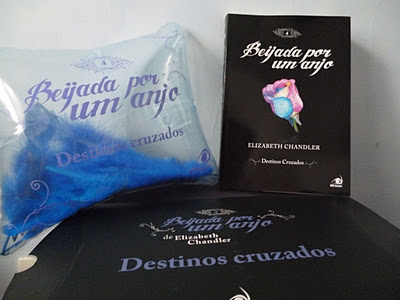 4
Beijada por
um anjo
Destinos cruzados
4
Beijada por
um anjo
ELIZABETH CHANDLER
Destinos Cruzados
Beijada por
um anjo
de Elizabeth
Chandler
Destinos cruzados